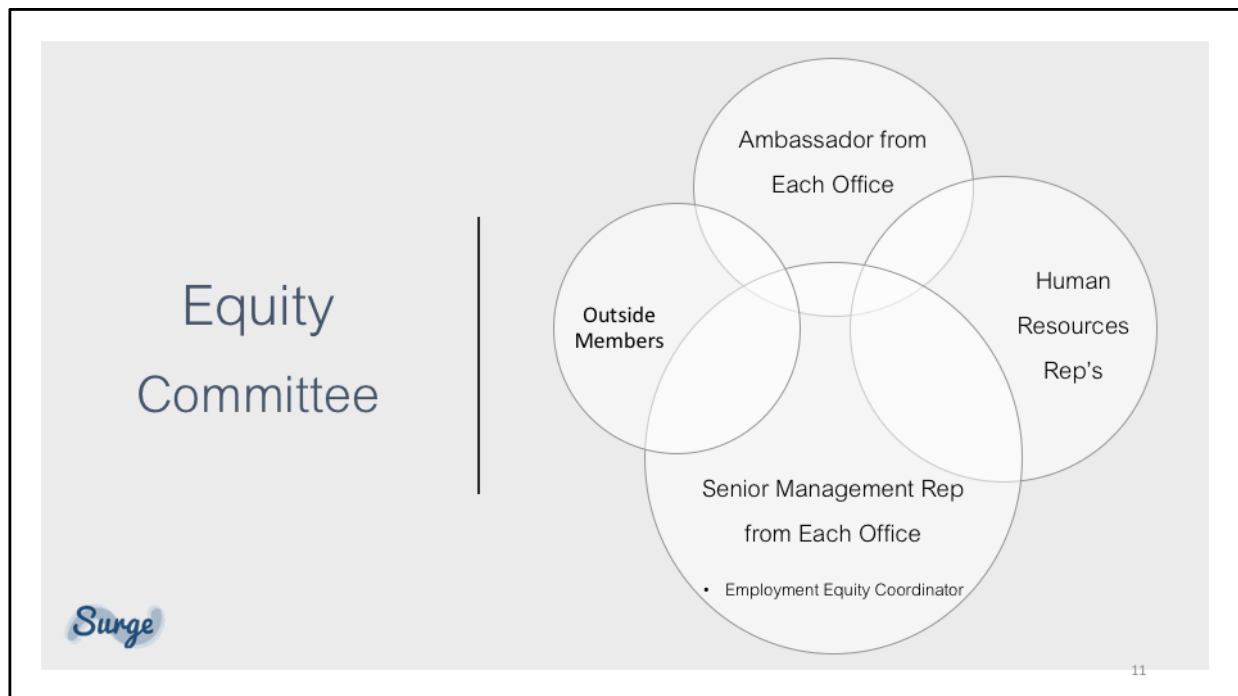 Equity
Committee
Ambassador from
Each Office
Outside
Members
Human
Resources
Rep's
Senior Management Rep
from Each Office
• Employment Equity Coordinator
Surge
11